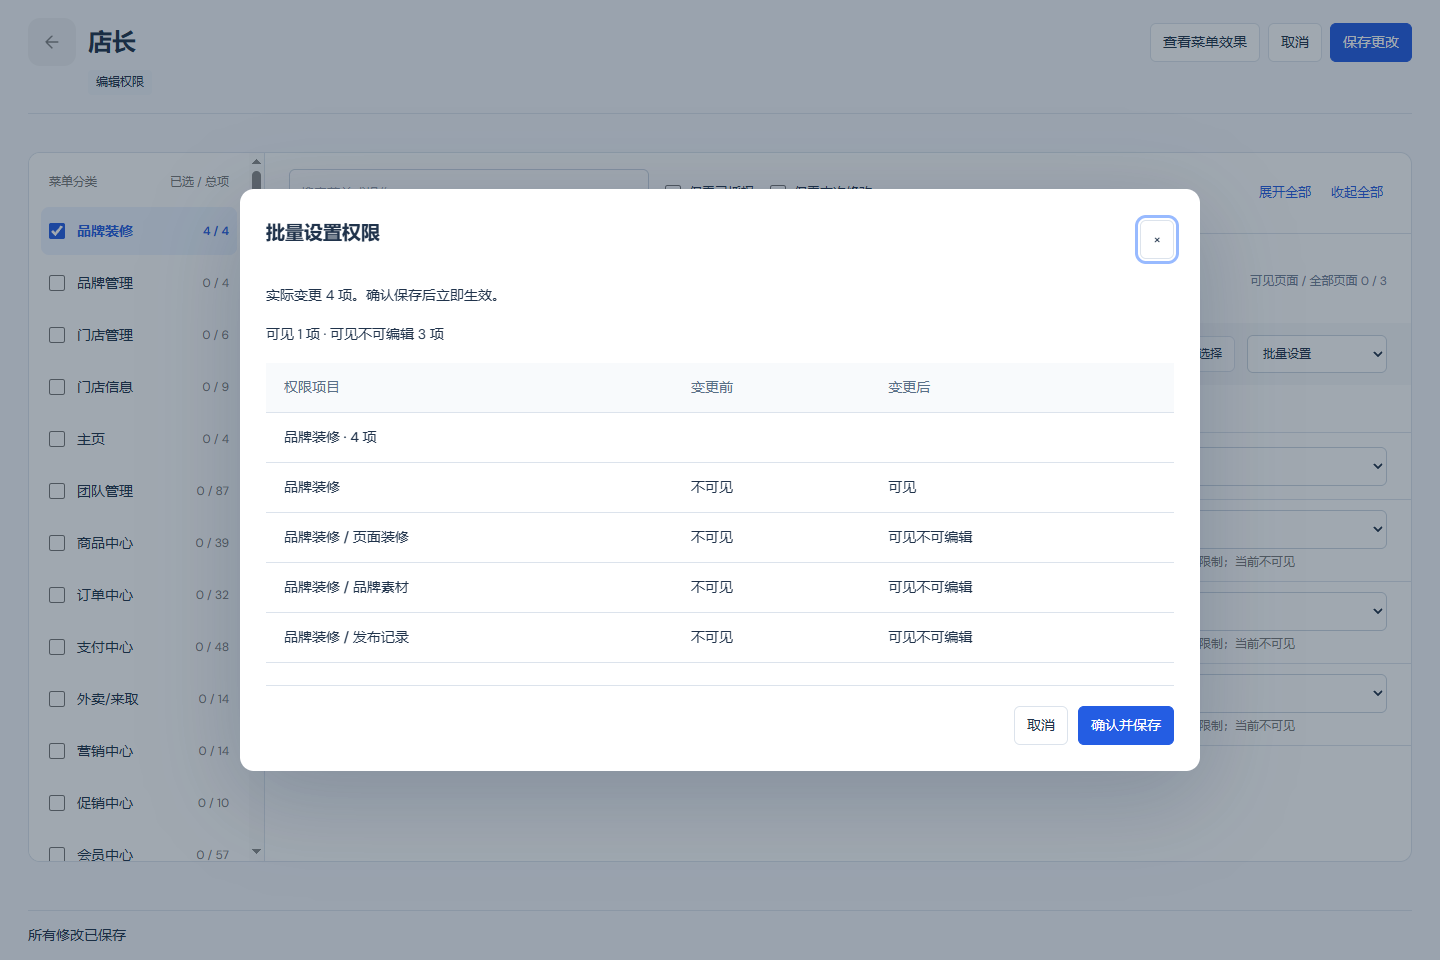 店长
编辑权限
查看菜单效果
取消
保存更改
菜单分类 已选 / 总项
品牌装修 4 / 4
品牌管理 0 / 4
门店管理 0 / 6
门店信息 0 / 9
主页 0 / 4
团队管理 0 / 87
商品中心 0 / 39
订单中心 0 / 32
支付中心 0 / 48
外卖/来取 0 / 14
营销中心 0 / 14
促销中心 0 / 10
会员中心 0 / 57
展开全部 收起全部
可见页面 / 全部页面 0 / 3
选择
批量设置
限制；当前不可见
限制；当前不可见
限制；当前不可见
批量设置权限
×
实际变更 4 项。确认保存后立即生效。
可见 1 项 · 可见不可编辑 3 项
权限项目 变更前 变更后
品牌装修 · 4 项
品牌装修 不可见 可见
品牌装修 / 页面装修 不可见 可见不可编辑
品牌装修 / 品牌素材 不可见 可见不可编辑
品牌装修 / 发布记录 不可见 可见不可编辑
取消
确认并保存
所有修改已保存